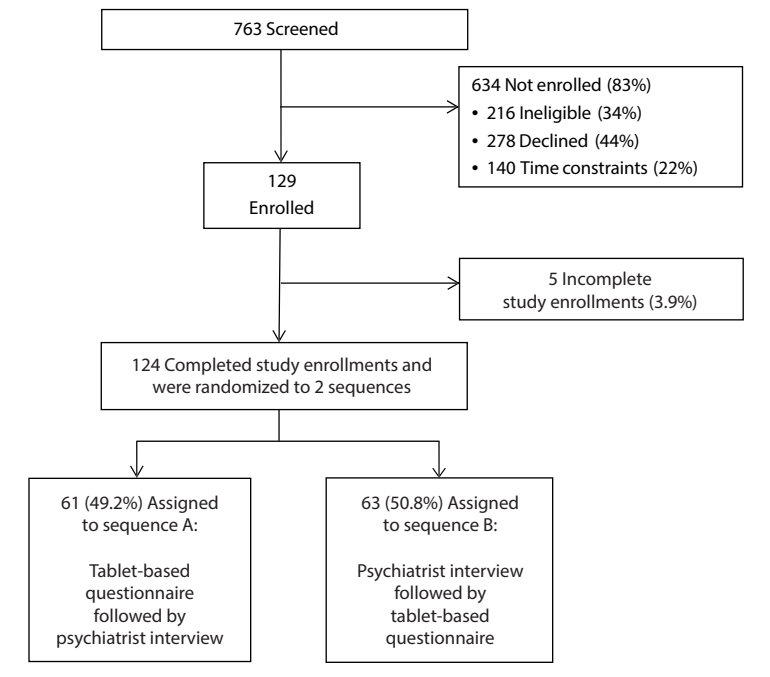 763 Screened
634 Not enrolled (83%)
• 216 Ineligible (34%)
• 278 Declined (44%)
• 140 Time constraints (22%)
129
Enrolled
5 Incomplete
study enrollments (3.9%)
124 Completed study enrollments and
were randomized to 2 sequences
61 (49.2%) Assigned
to sequence A:
Tablet-based
questionnaire
followed by
psychiatrist interview
63 (50.8%) Assigned
to sequence B:
Psychiatrist interview
followed by
tablet-based
questionnaire